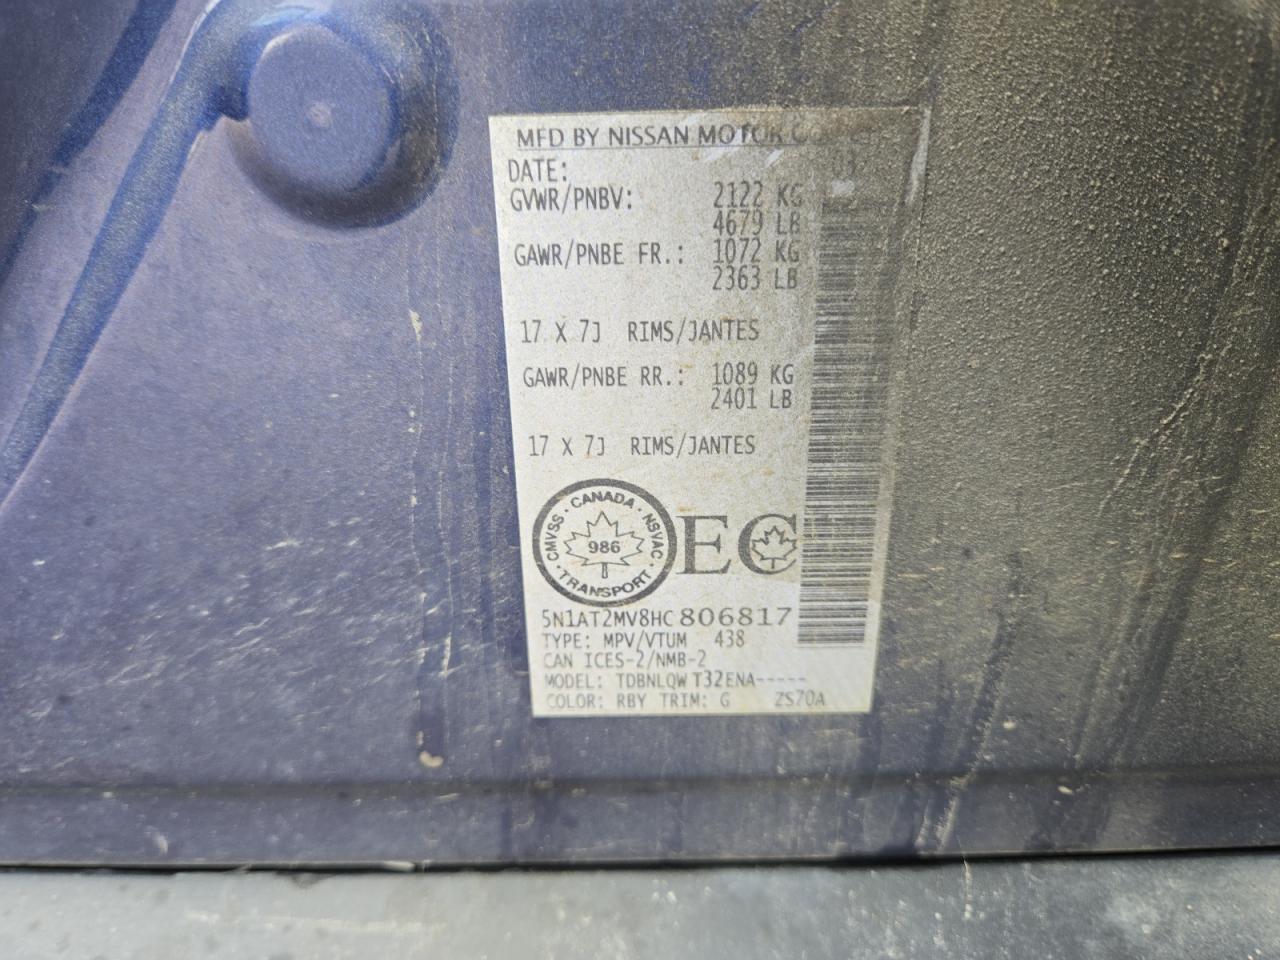 MFD BY NISSAN MOTOR
DATE:
GVWR/PNBV: 2122 KG
4679 LB
GAWR/PNBE FR.: 1072 KG
2363 LB
17 X 7J RIMS/JANTES
GAWR/PNBE RR.: 1089 KG
2401 LB
17 X 7J RIMS/JANTES
CMVSS · CANADA · NSVAC
· TRANSPORT ·
986
EC
5N1AT2MV8HC806817
TYPE: MPV/VTUM 438
CAN ICES-2/NMB-2
MODEL: TDBNLQW T32ENA-----
COLOR: RBY TRIM: G ZS70A